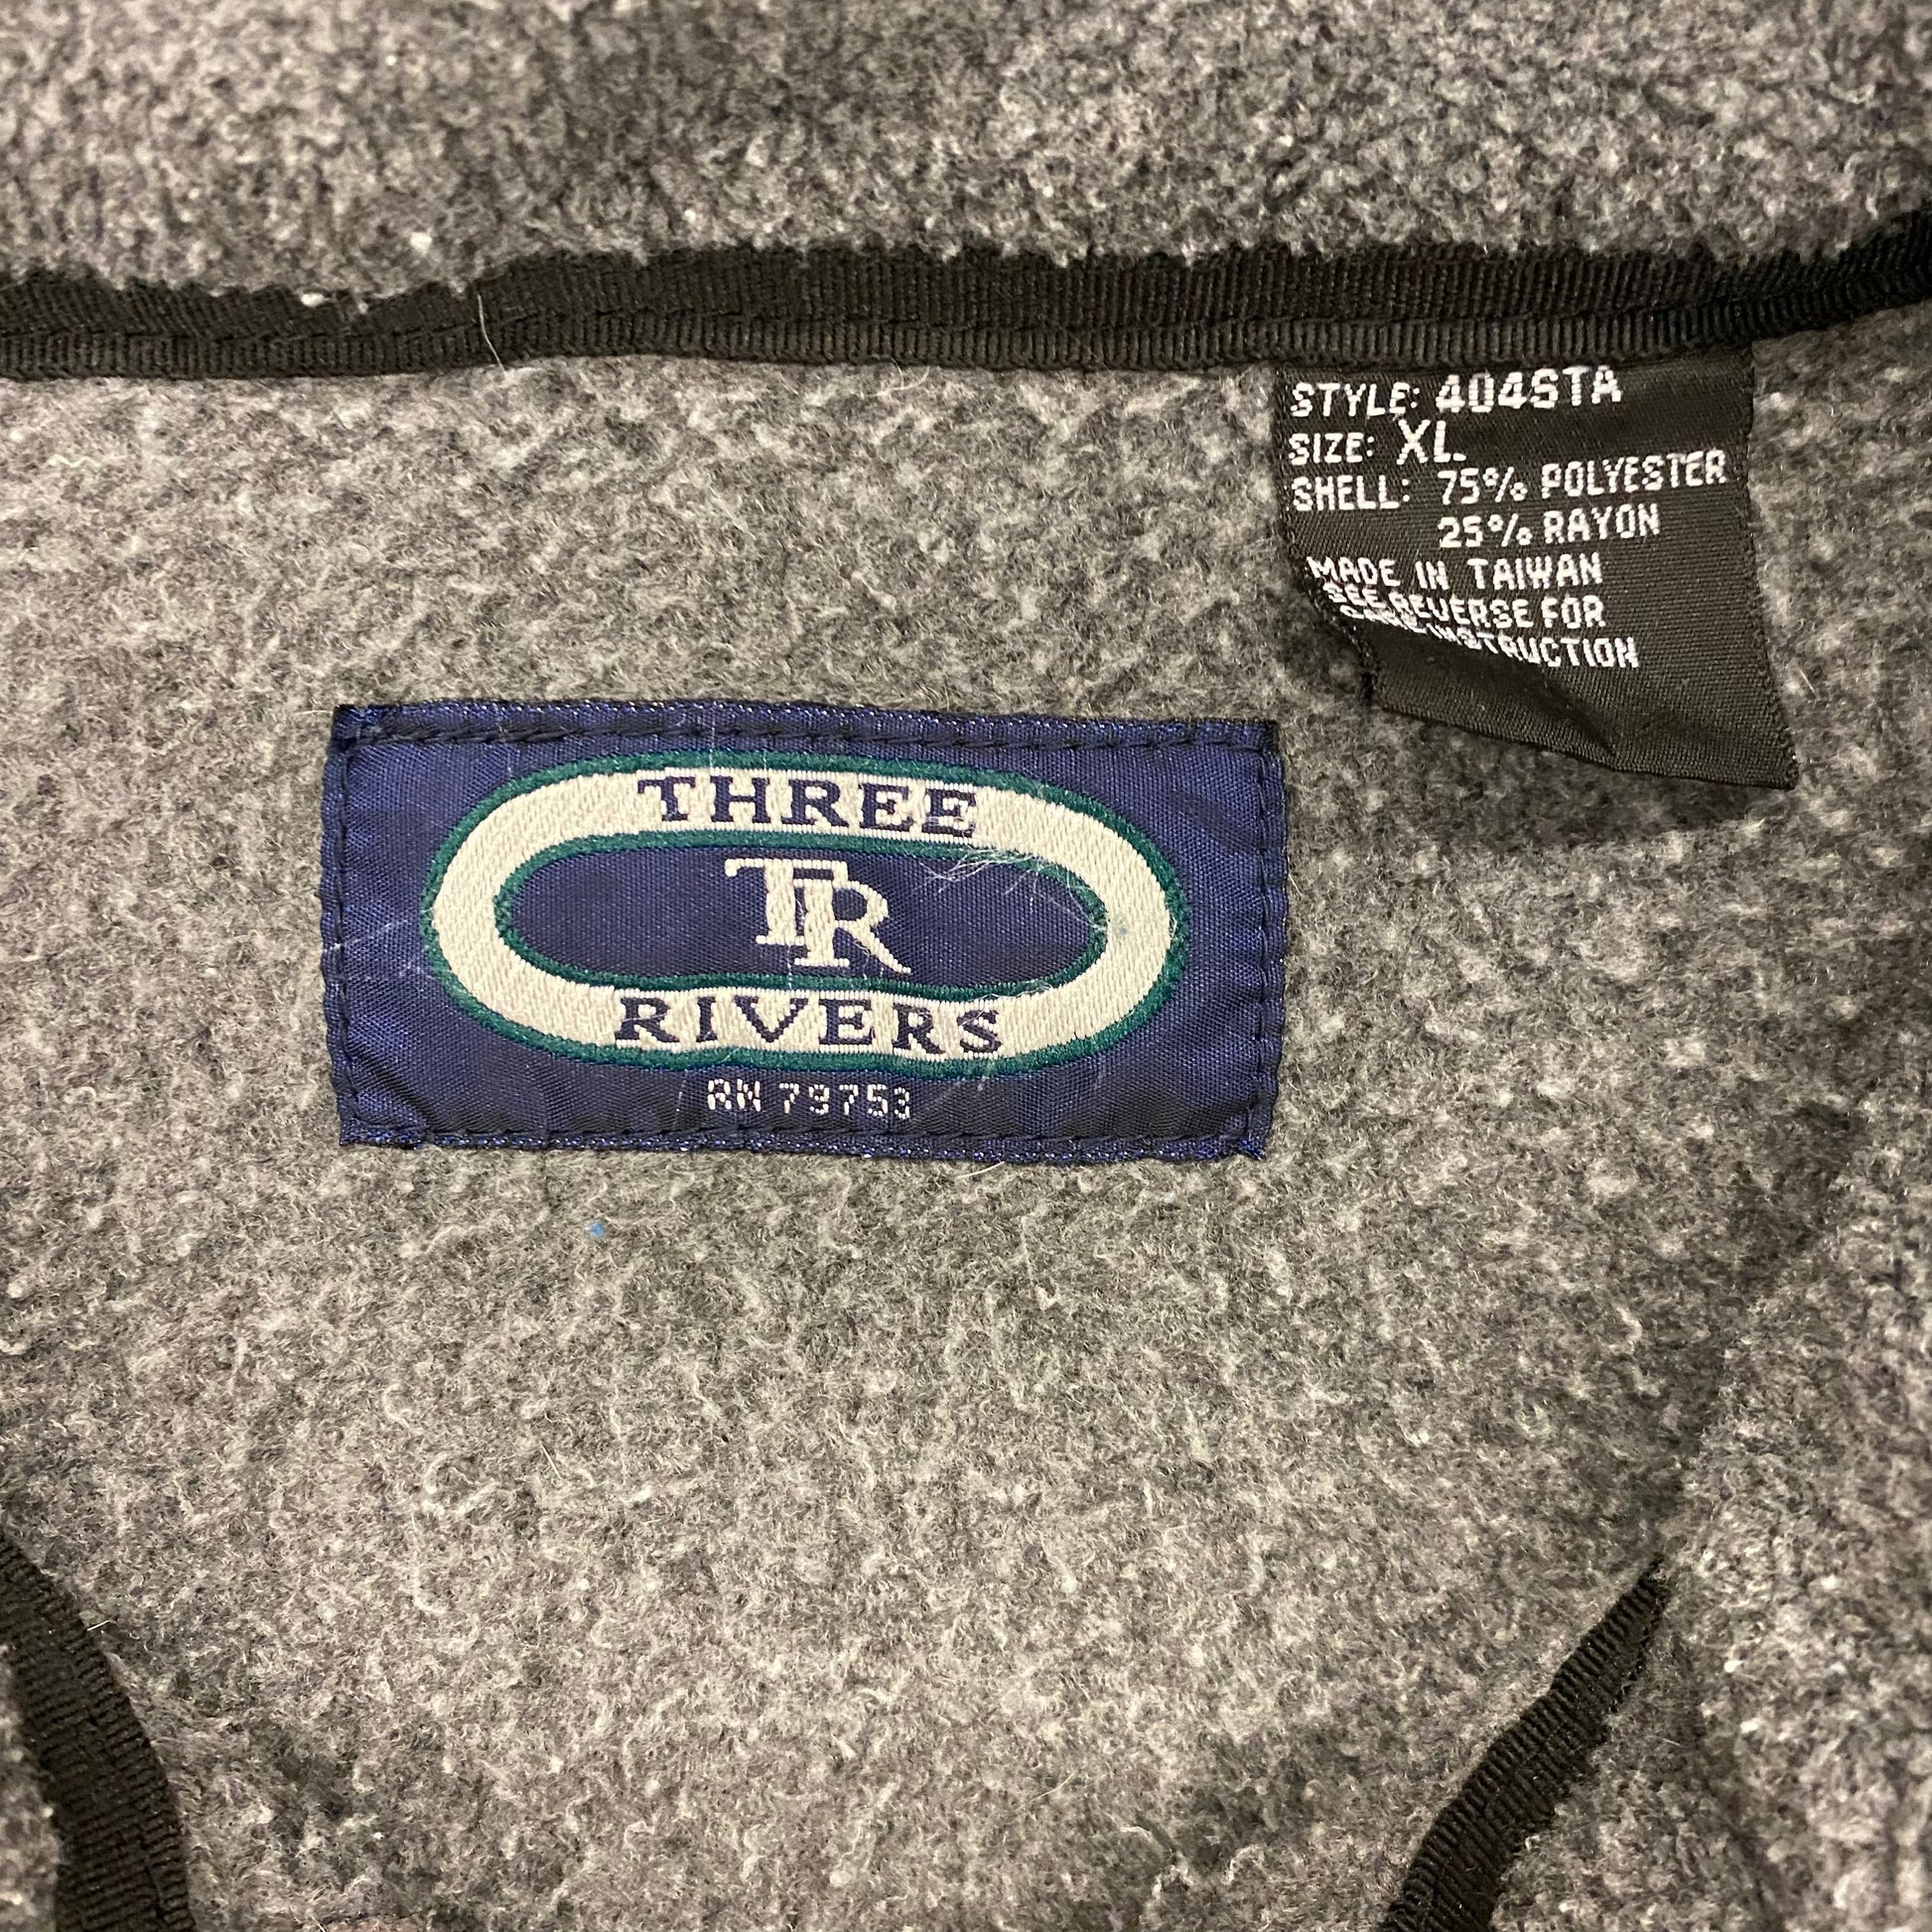 STYLE: 404STA
SIZE: XL
SHELL: 75% POLYESTER
25% RAYON
MADE IN TAIWAN
SEE REVERSE FOR
CARE INSTRUCTION
THREE
TR
RIVERS
RN 79753